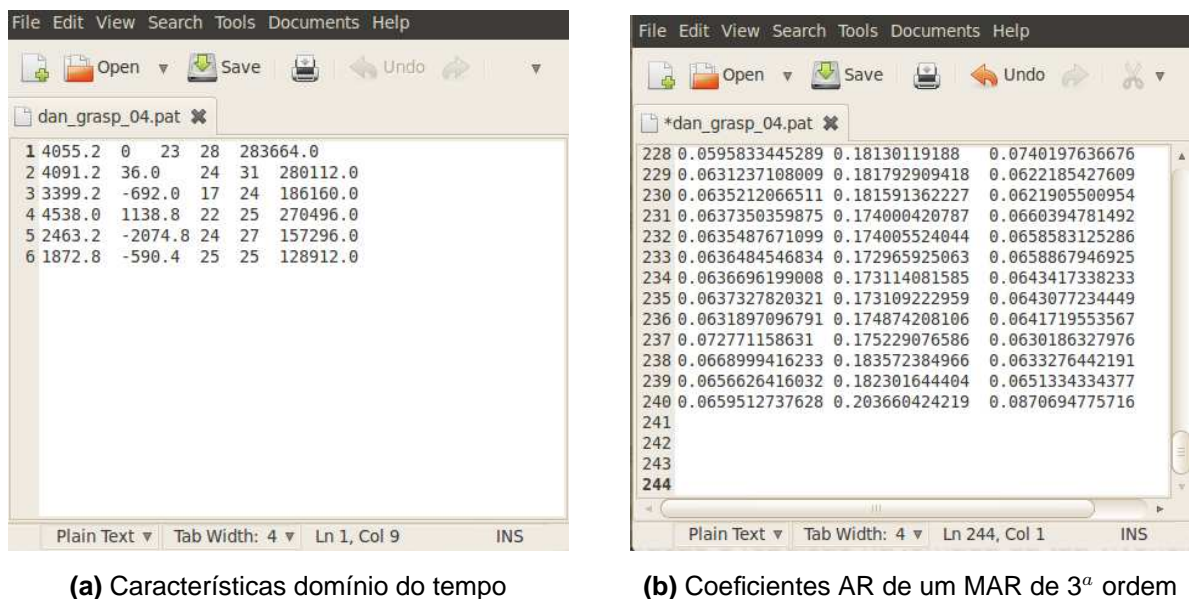 File Edit View Search Tools Documents Help
Open Save Undo
dan_grasp_04.pat
1 4055.2 0 23 28 283664.0
2 4091.2 36.0 24 31 280112.0
3 3399.2 -692.0 17 24 186160.0
4 4538.0 1138.8 22 25 270496.0
5 2463.2 -2074.8 24 27 157296.0
6 1872.8 -590.4 25 25 128912.0
Plain Text Tab Width: 4 Ln 1, Col 9 INS
(a) Características domínio do tempo
File Edit View Search Tools Documents Help
Open Save Undo
*dan_grasp_04.pat
228 0.0595833445289 0.18130119188 0.0740197636676
229 0.0631237108009 0.181792909418 0.0622185427609
230 0.0635212066511 0.181591362227 0.0621905500954
231 0.0637350359875 0.174000420787 0.0660394781492
232 0.0635487671099 0.174005524044 0.0658583125286
233 0.0636484546834 0.172965925063 0.0658867946925
234 0.0636696199008 0.173114081585 0.0643417338233
235 0.0637327820321 0.173109222959 0.0643077234449
236 0.0631897096791 0.174874208106 0.0641719553567
237 0.072771158631 0.175229076586 0.0630186327976
238 0.0668999416233 0.183572384966 0.0633276442191
239 0.0656626416032 0.182301644404 0.0651334334377
240 0.0659512737628 0.203660424219 0.0870694775716
241
242
243
244
Plain Text Tab Width: 4 Ln 244, Col 1 INS
(b) Coeficientes AR de um MAR de 3ª ordem